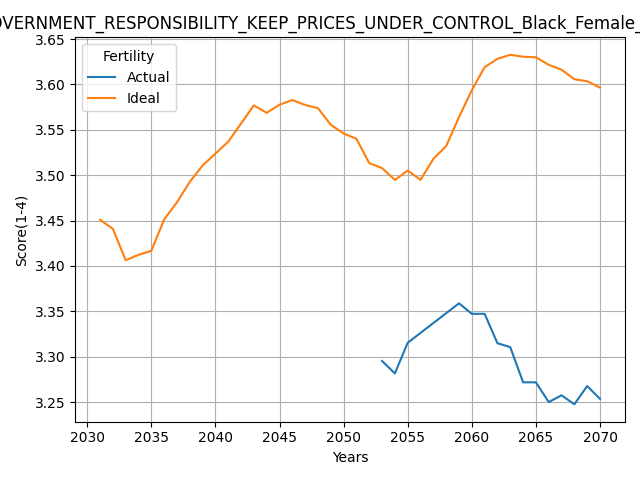 OVERNMENT_RESPONSIBILITY_KEEP_PRICES_UNDER_CONTROL_Black_Female_
3.65
3.60
3.55
3.50
3.45
3.40
3.35
3.30
3.25
Score(1-4)
Fertility
Actual
Ideal
2030 2035 2040 2045 2050 2055 2060 2065 2070
Years